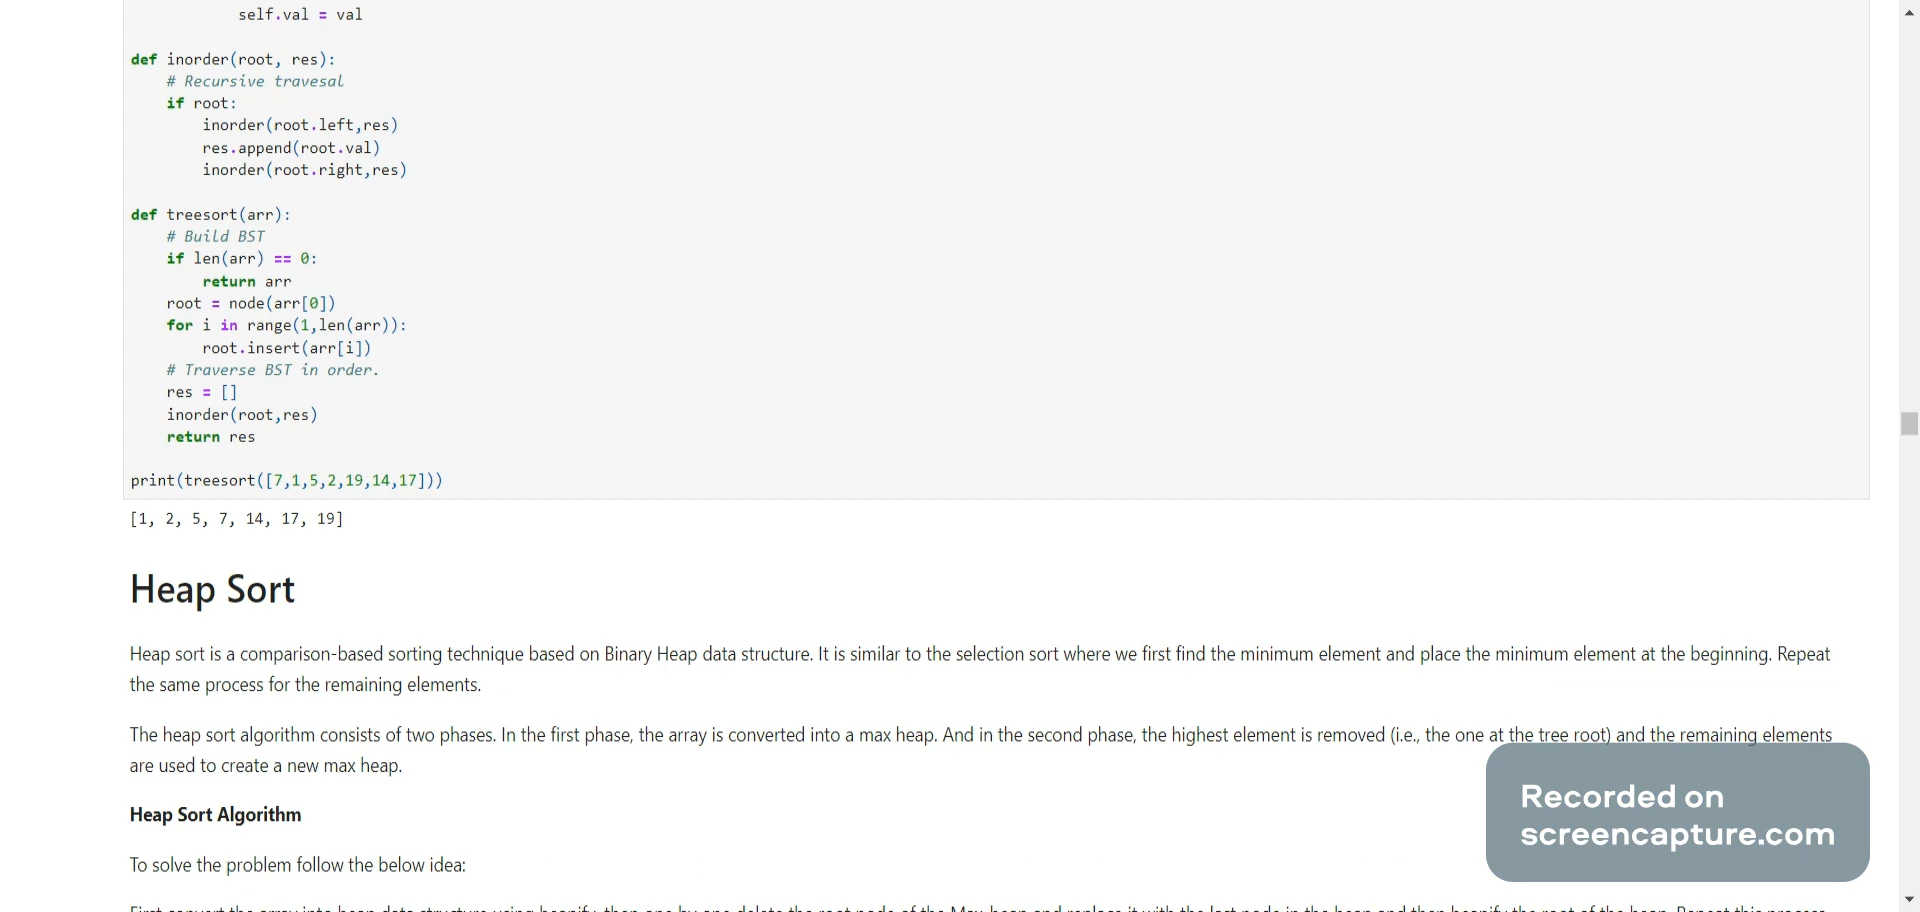 self.val = val

def inorder(root, res):
    # Recursive travesal
    if root:
        inorder(root.left,res)
        res.append(root.val)
        inorder(root.right,res)

def treesort(arr):
    # Build BST
    if len(arr) == 0:
        return arr
    root = node(arr[0])
    for i in range(1,len(arr)):
        root.insert(arr[i])
    # Traverse BST in order.
    res = []
    inorder(root,res)
    return res

print(treesort([7,1,5,2,19,14,17]))
[1, 2, 5, 7, 14, 17, 19]
Heap Sort
Heap sort is a comparison-based sorting technique based on Binary Heap data structure. It is similar to the selection sort where we first find the minimum element and place the minimum element at the beginning. Repeat
the same process for the remaining elements.
The heap sort algorithm consists of two phases. In the first phase, the array is converted into a max heap. And in the second phase, the highest element is removed (i.e., the one at the tree root) and the remaining elements
are used to create a new max heap.
Heap Sort Algorithm
To solve the problem follow the below idea:
Recorded on
screencapture.com